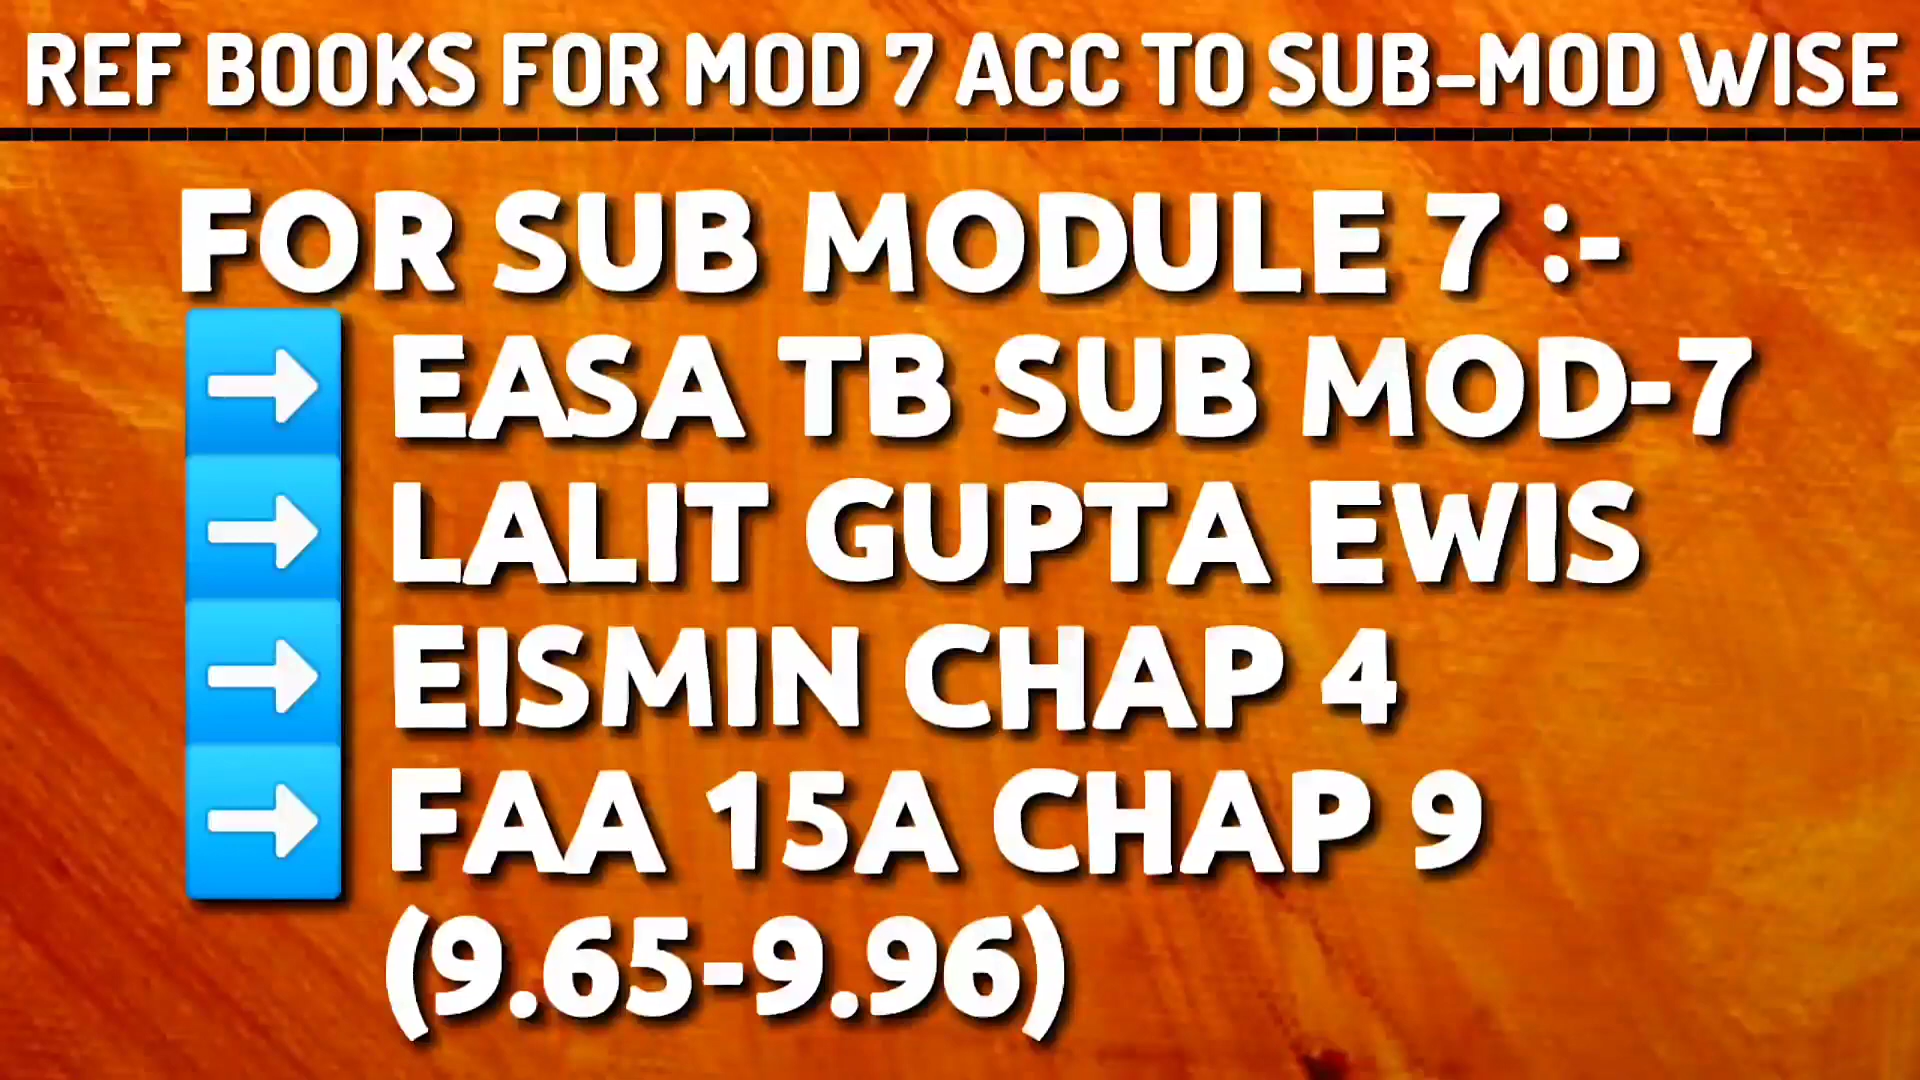 REF BOOKS FOR MOD 7 ACC TO SUB-MOD WISE
FOR SUB MODULE 7 :-
➡ EASA TB SUB MOD-7
➡ LALIT GUPTA EWIS
➡ EISMIN CHAP 4
➡ FAA 15A CHAP 9
(9.65-9.96)